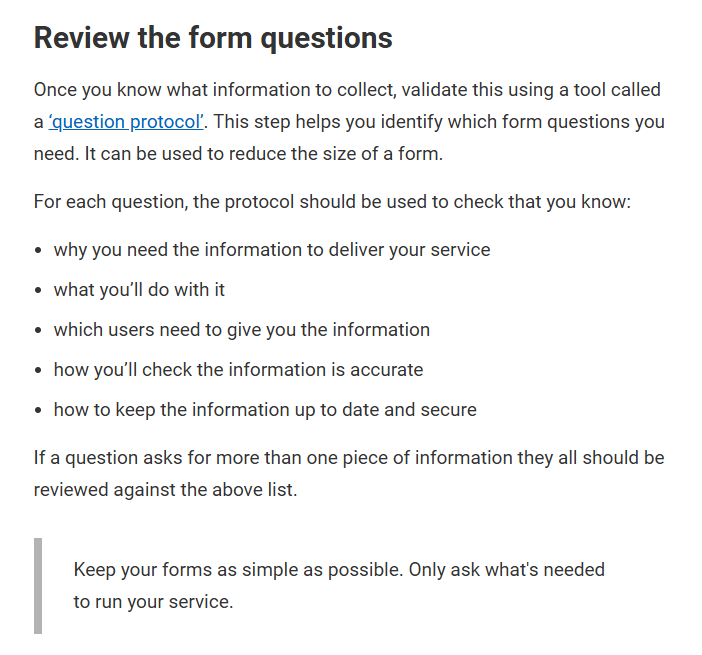 Review the form questions
Once you know what information to collect, validate this using a tool called
a ‘question protocol’. This step helps you identify which form questions you
need. It can be used to reduce the size of a form.
For each question, the protocol should be used to check that you know:
• why you need the information to deliver your service
• what you’ll do with it
• which users need to give you the information
• how you’ll check the information is accurate
• how to keep the information up to date and secure
If a question asks for more than one piece of information they all should be
reviewed against the above list.
Keep your forms as simple as possible. Only ask what's needed
to run your service.